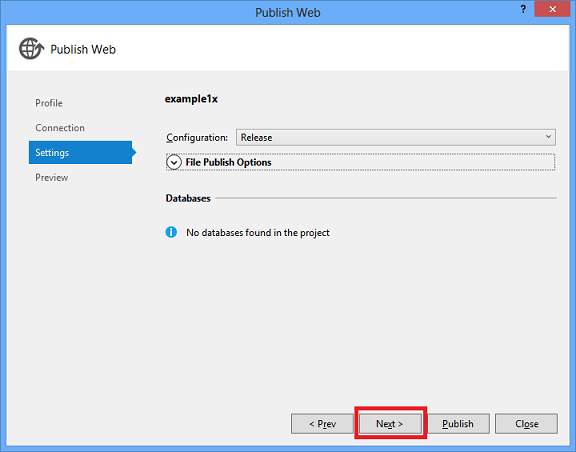 Publish Web
?
Publish Web
Profile
Connection
Settings
Preview
example1x
Configuration: Release
File Publish Options
Databases
No databases found in the project
< Prev
Next >
Publish
Close